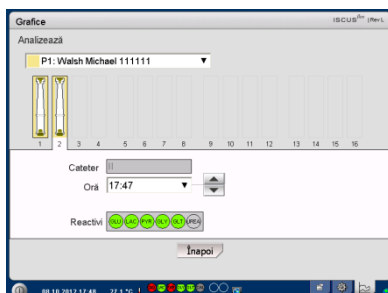 Grafice ISCUSflex |Rev L
Analizează
P1: Walsh Michael 111111
1 2 3 4 5 6 7 8 9 10 11 12 13 14 15 16
Cateter
Oră 17:47
Reactivi GLU LAC PYR GLY GLT UREA
Înapoi
08.10.2012 17:48 27.1 °C !